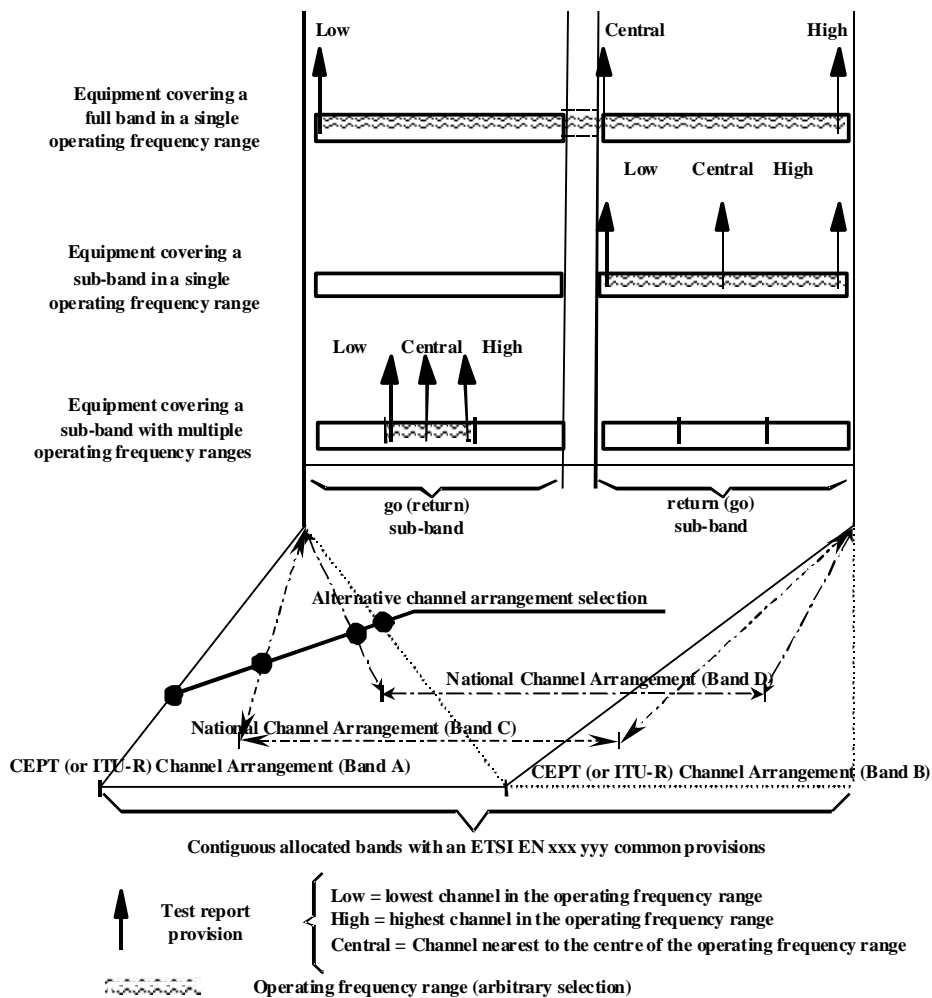 Low Central High
Equipment covering a
full band in a single
operating frequency range
Low Central High
Equipment covering a
sub-band in a single
operating frequency range
Low Central High
Equipment covering a
sub-band with multiple
operating frequency ranges
go (return)
sub-band
return (go)
sub-band
Alternative channel arrangement selection
National Channel Arrangement (Band D)
National Channel Arrangement (Band C)
CEPT (or ITU-R) Channel Arrangement (Band A)
CEPT (or ITU-R) Channel Arrangement (Band B)
Contiguous allocated bands with an ETSI EN xxx yyy common provisions
Test report
provision
Low = lowest channel in the operating frequency range
High = highest channel in the operating frequency range
Central = Channel nearest to the centre of the operating frequency range
Operating frequency range (arbitrary selection)